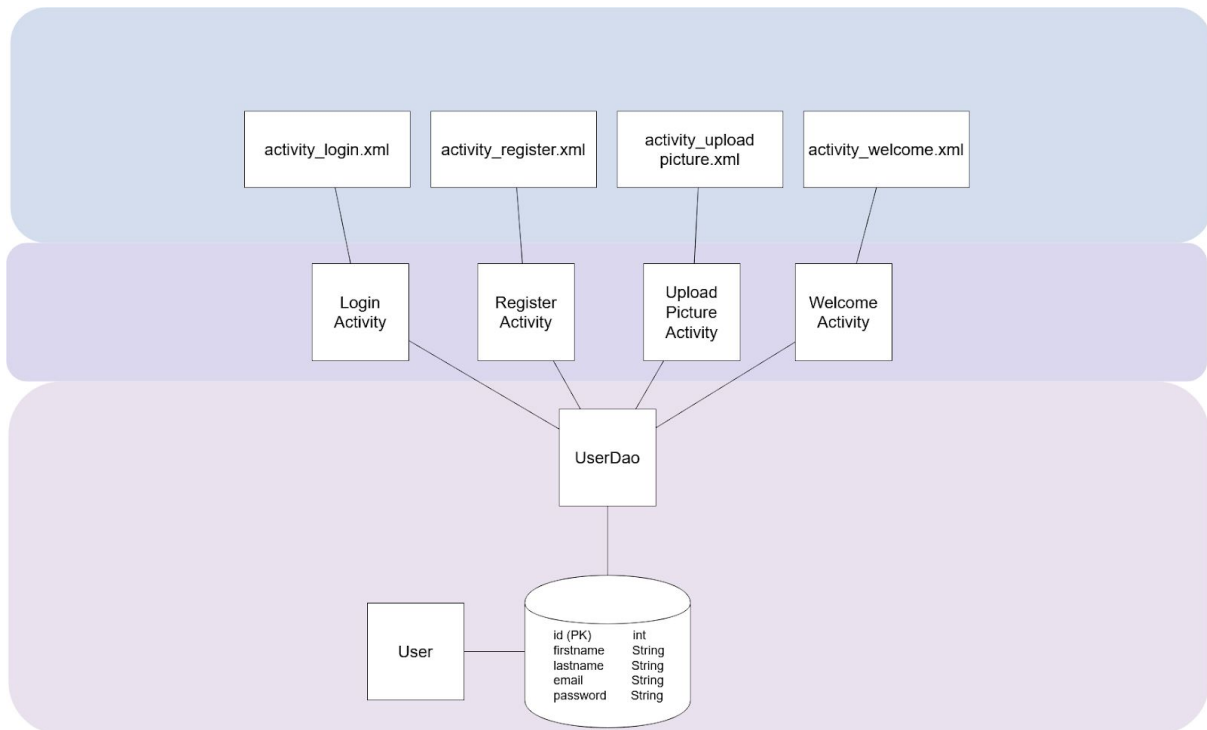 activity_login.xml
activity_register.xml
activity_upload
picture.xml
activity_welcome.xml
Login
Activity
Register
Activity
Upload
Picture
Activity
Welcome
Activity
UserDao
User
id (PK) int
firstname String
lastname String
email String
password String